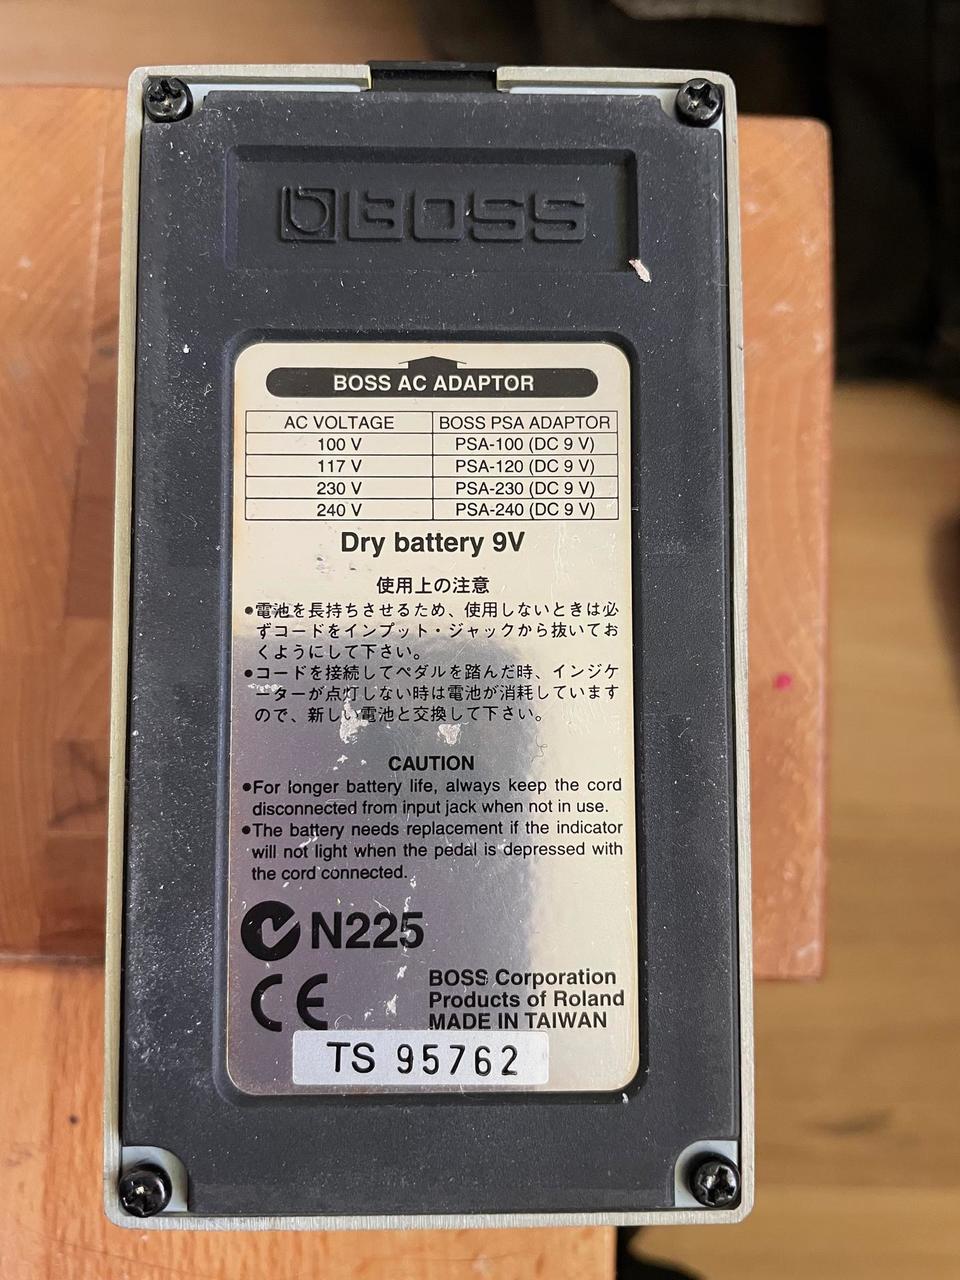 BOSS
BOSS AC ADAPTOR
AC VOLTAGE BOSS PSA ADAPTOR
100 V PSA-100 (DC 9 V)
117 V PSA-120 (DC 9 V)
230 V PSA-230 (DC 9 V)
240 V PSA-240 (DC 9 V)
Dry battery 9V
使用上の注意
●電池を長持ちさせるため、使用しないときは必
ずコードをインプット・ジャックから抜いてお
くようにして下さい。
●コードを接続してペダルを踏んだ時、インジケ
ーターが点灯しない時は電池が消耗しています
ので、新しい電池と交換して下さい。
CAUTION
●For longer battery life, always keep the cord
disconnected from input jack when not in use.
●The battery needs replacement if the indicator
will not light when the pedal is depressed with
the cord connected.
N225
CE
BOSS Corporation
Products of Roland
MADE IN TAIWAN
TS 95762